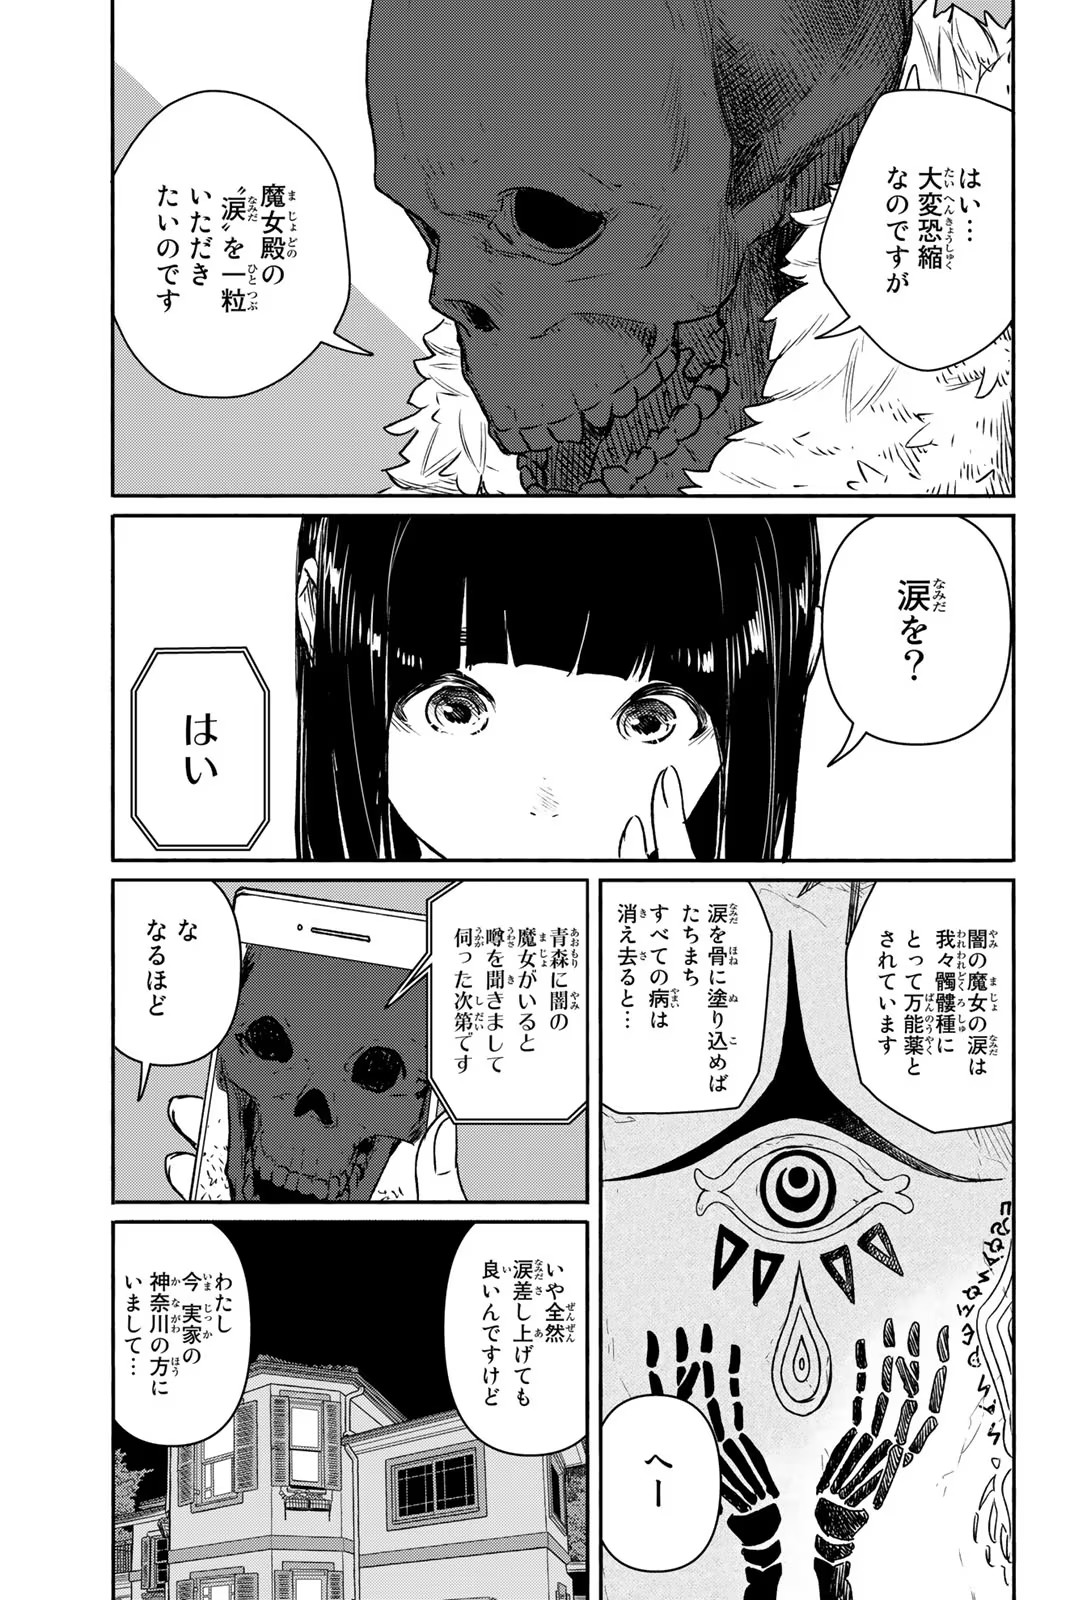 はい…
大変恐縮
なのですが
魔女殿の
〝涙〟を一粒
いただき
たいのです
涙を？
はい
闇の魔女の涙は
我々髑髏種に
とって万能薬と
されています
涙を骨に塗り込めば
たちまち
すべての病は
消え去ると…
へー
青森に闇の
魔女がいると
噂を聞きまして
伺った次第です
な
なるほど
いや全然
涙差し上げても
良いんですけど
わたし
今 実家の
神奈川の方に
いまして…